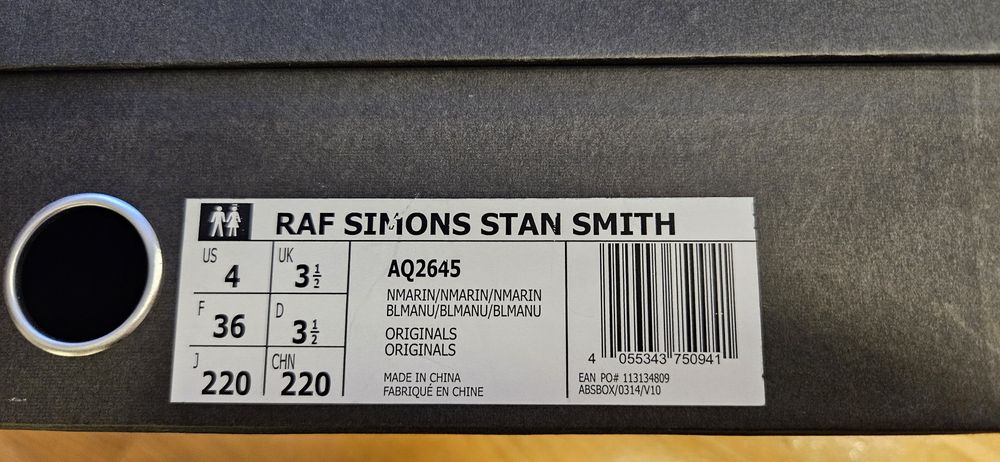 RAF SIMONS STAN SMITH
US 4 UK 3 1/2
F 36 D 3 1/2
J 220 CHN 220
AQ2645
NMARIN/NMARIN/NMARIN
BLMANU/BLMANU/BLMANU
ORIGINALS
ORIGINALS
MADE IN CHINA
FABRIQUÉ EN CHINE
4 055343 750941
EAN PO# 113134809
ABSBOX/0314/V10